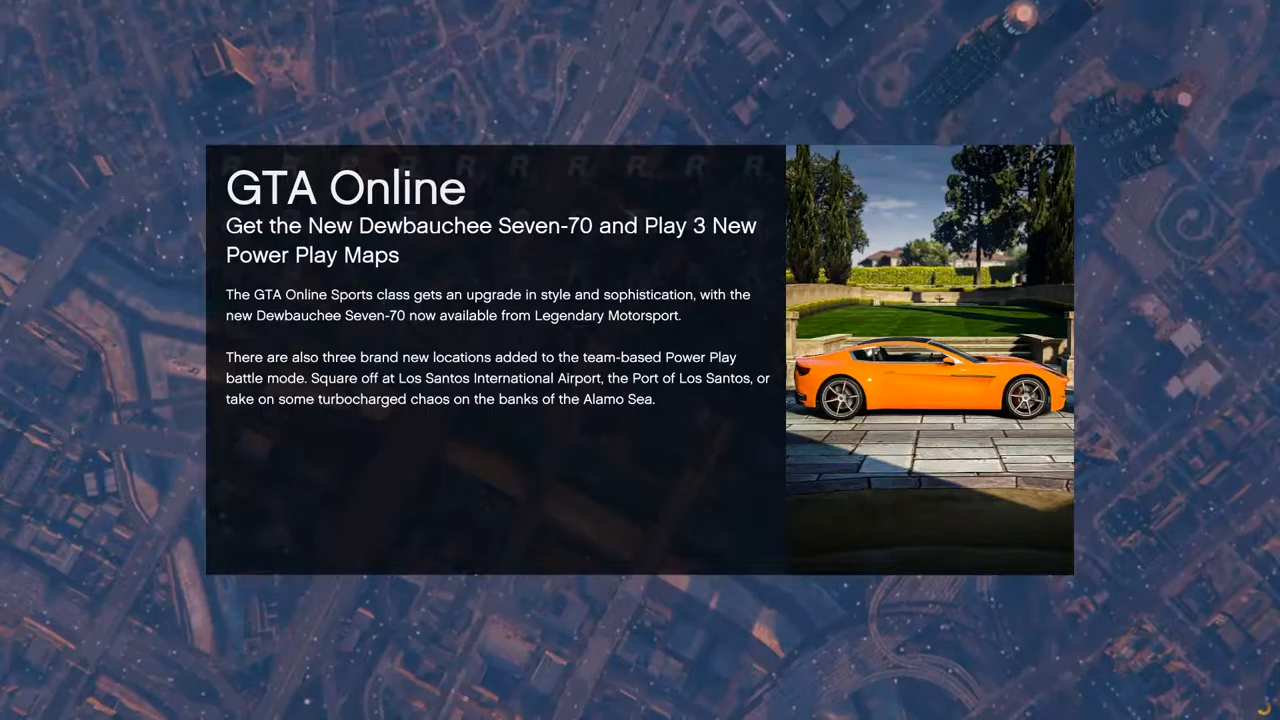 GTA Online
Get the New Dewbauchee Seven-70 and Play 3 New
Power Play Maps
The GTA Online Sports class gets an upgrade in style and sophistication, with the
new Dewbauchee Seven-70 now available from Legendary Motorsport.
There are also three brand new locations added to the team-based Power Play
battle mode. Square off at Los Santos International Airport, the Port of Los Santos, or
take on some turbocharged chaos on the banks of the Alamo Sea.